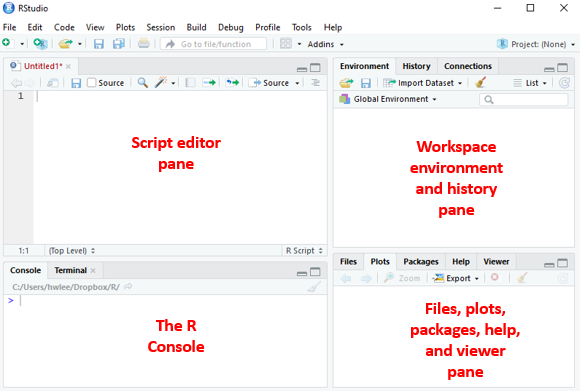 RStudio
File Edit Code View Plots Session Build Debug Profile Tools Help
Go to file/function Addins Project: (None)
Untitled1*
Source Source
1
Script editor
pane
1:1 (Top Level) R Script
Console Terminal
C:/Users/hwlee/Dropbox/R/
>
The R
Console
Environment History Connections
Import Dataset List
Global Environment
Workspace
environment
and history
pane
Files Plots Packages Help Viewer
Zoom Export
Files, plots,
packages, help,
and viewer
pane